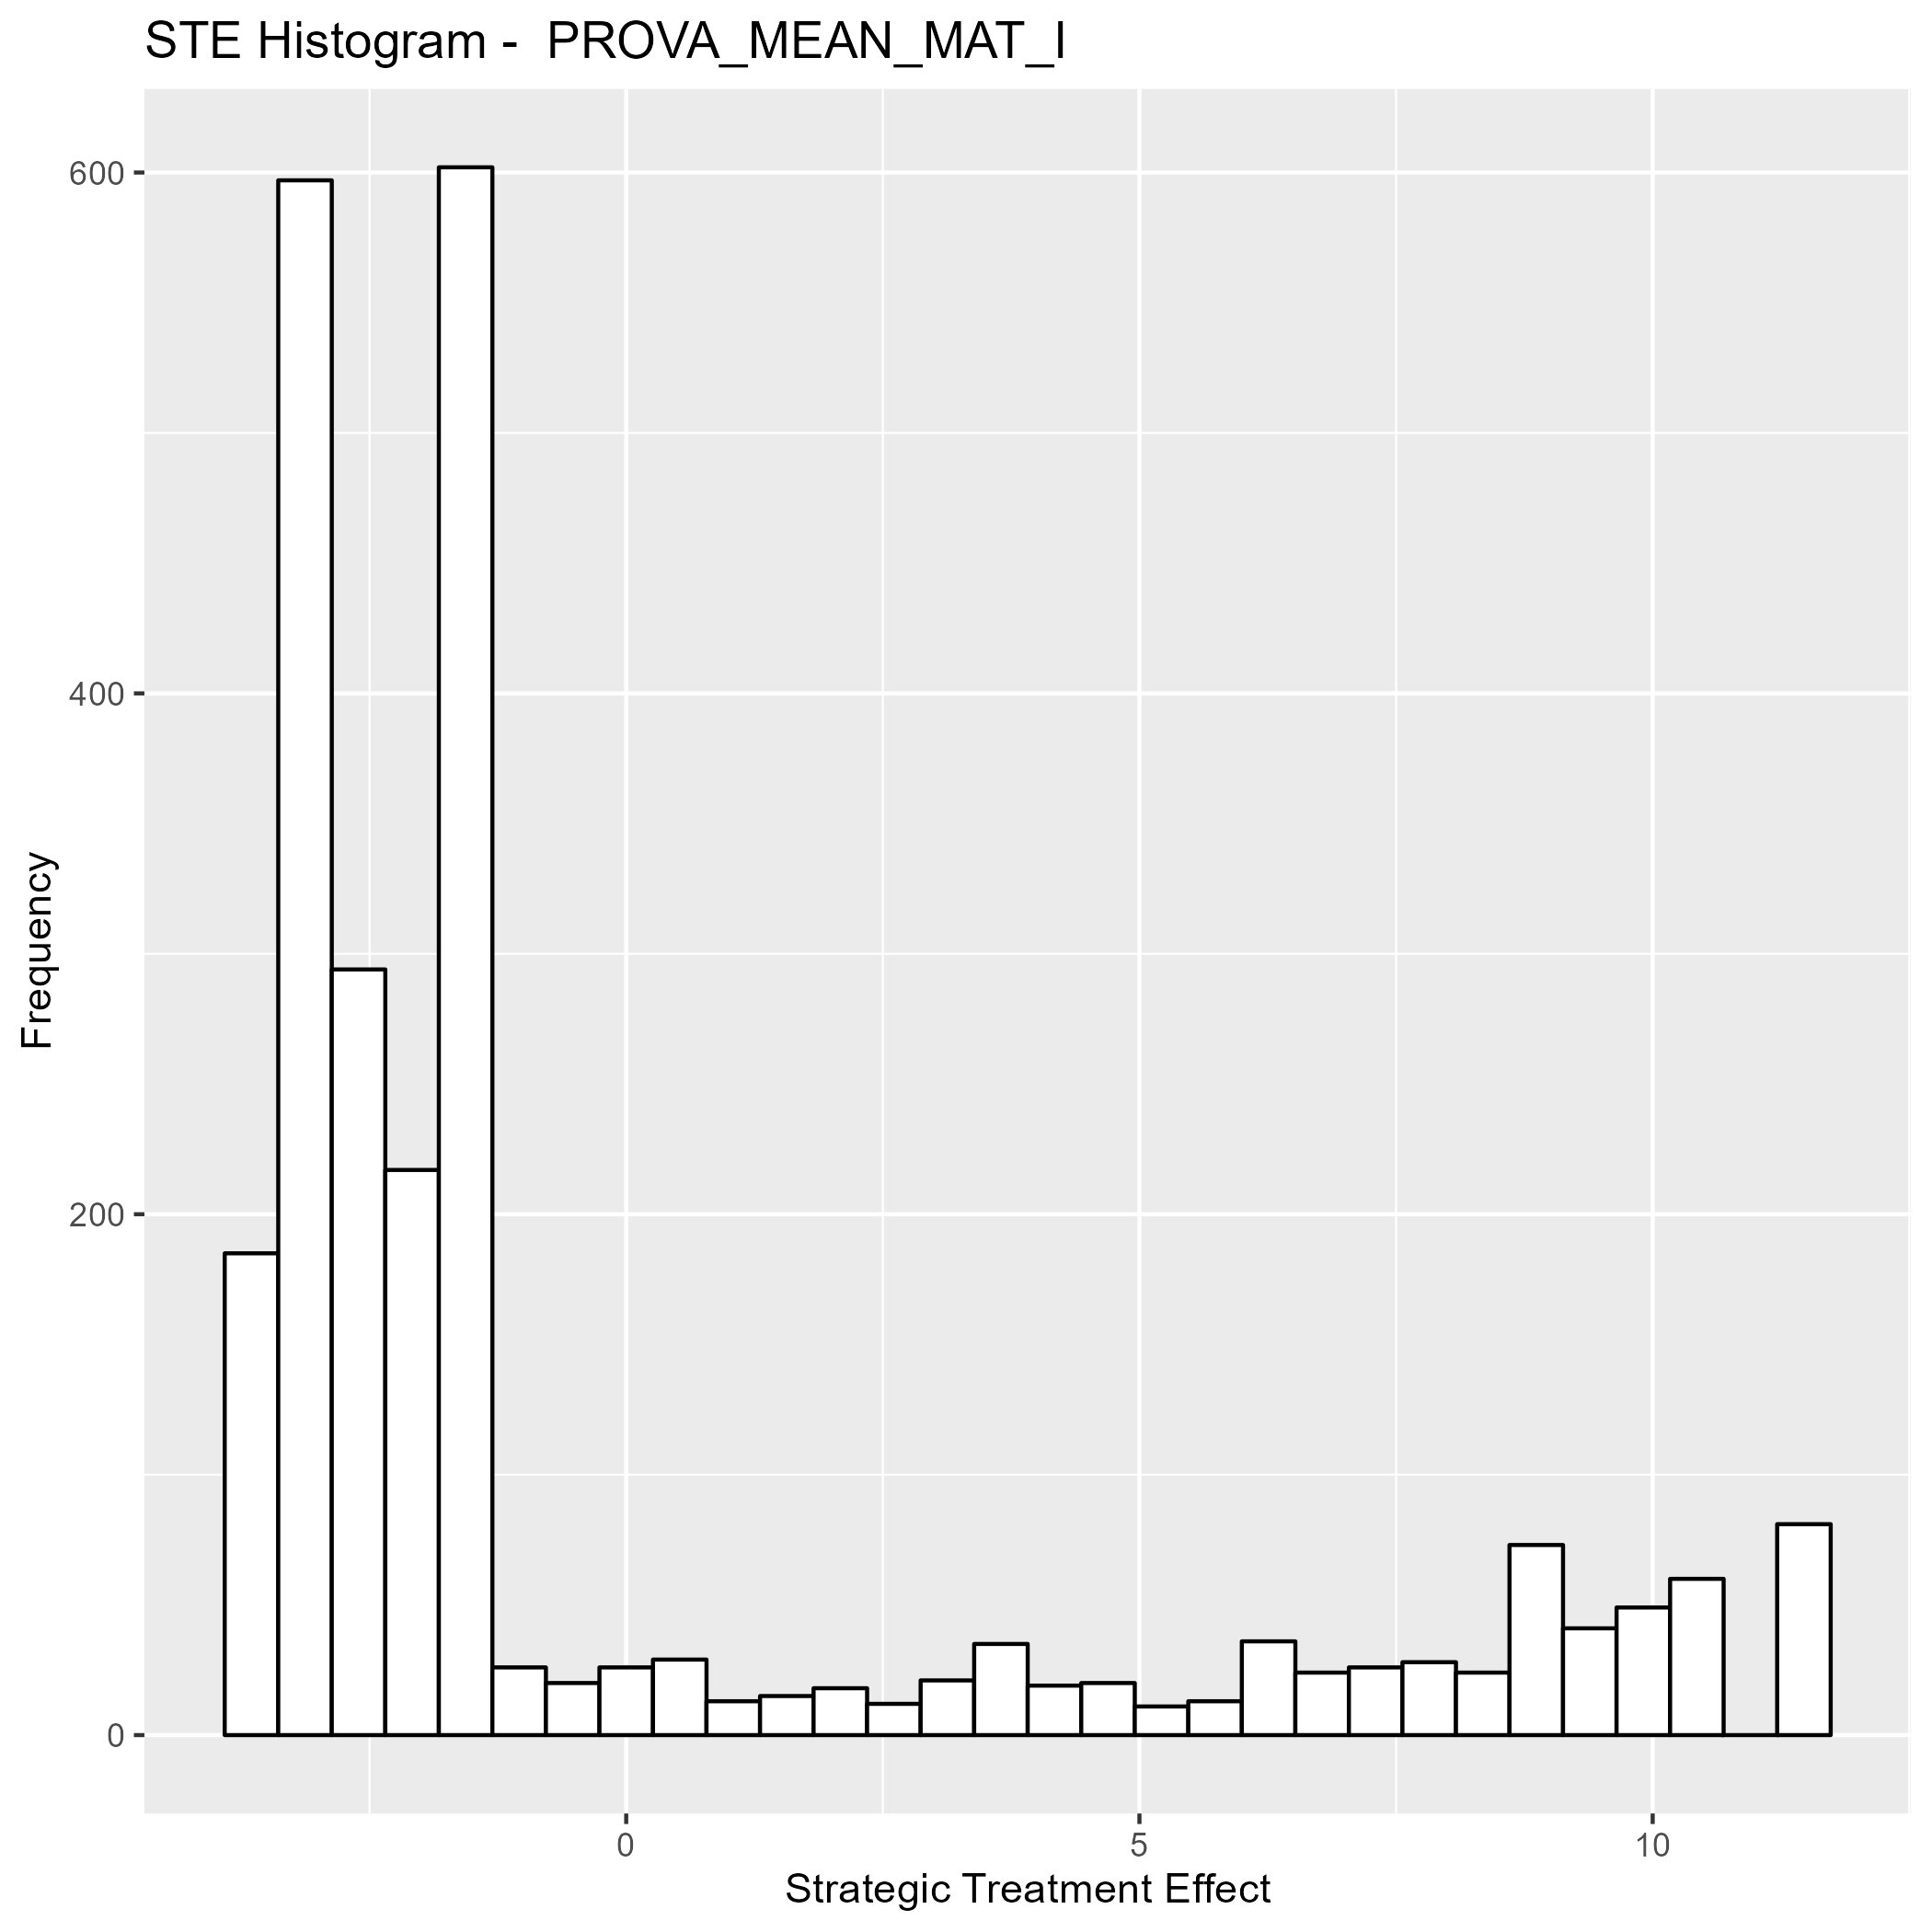 STE Histogram -  PROVA_MEAN_MAT_I
600
400
200
0
Frequency
0
5
10
Strategic Treatment Effect